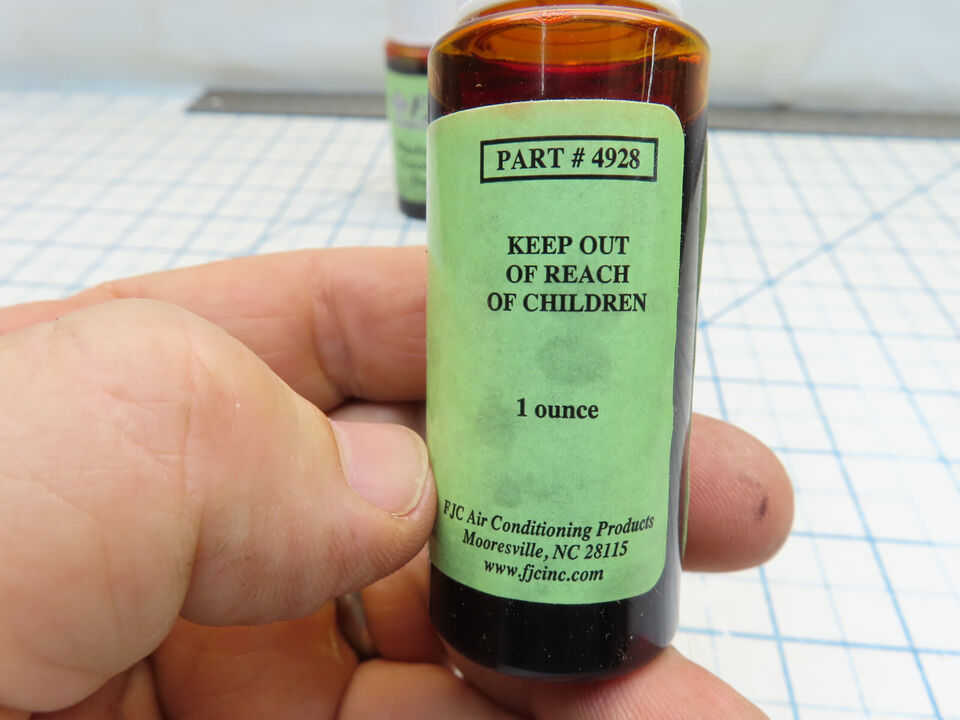 PART # 4928
KEEP OUT
OF REACH
OF CHILDREN
1 ounce
FJC Air Conditioning Products
Mooresville, NC 28115
www.fjcinc.com